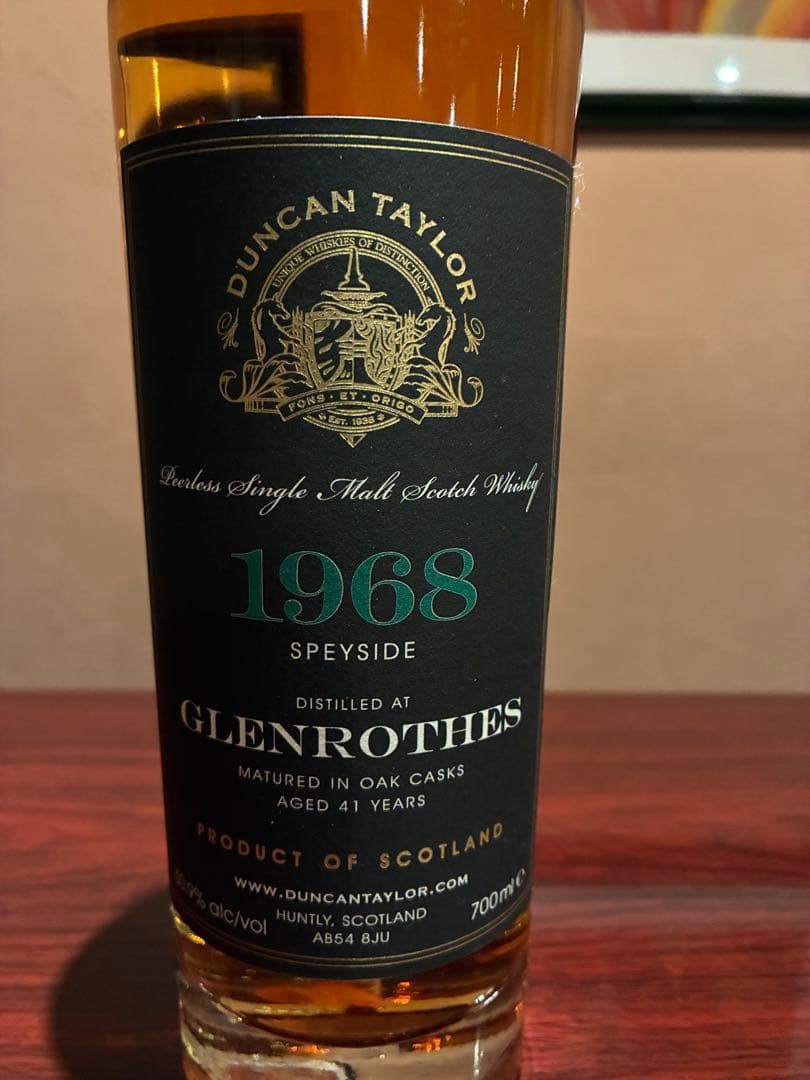 DUNCAN TAYLOR
UNIQUE WHISKIES OF DISTINCTION
FONS · ET · ORIGO
EST. 1938
Peerless Single Malt Scotch Whisky
1968
SPEYSIDE
DISTILLED AT
GLENROTHES
MATURED IN OAK CASKS
AGED 41 YEARS
PRODUCT OF SCOTLAND
WWW.DUNCANTAYLOR.COM
alc/vol HUNTLY, SCOTLAND 700ml e
AB54 8JU